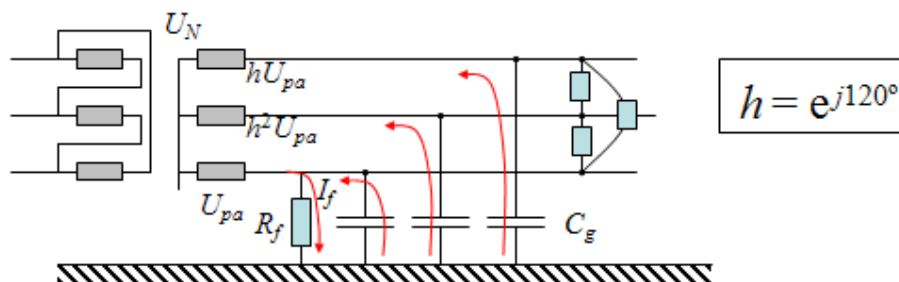 U_N
hU_pa
h²U_pa
U_pa
I_f
R_f
C_g
h = e^j120°